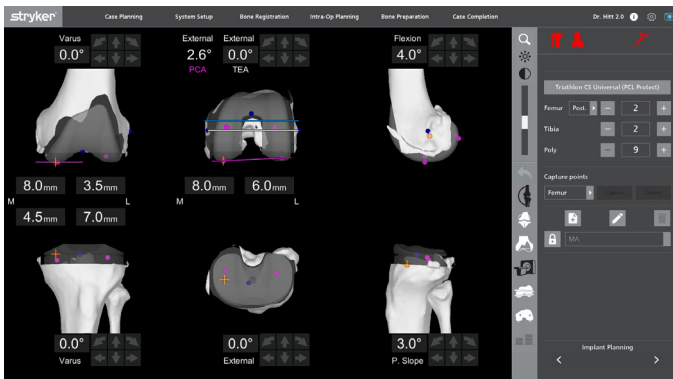 stryker
Case Planning
System Setup
Bone Registration
Intra-Op Planning
Bone Preparation
Case Completion
Dr. Hitt 2.0
Varus
0.0°
External External
2.6° 0.0°
PCA TEA
Flexion
4.0°
8.0mm 3.5mm
M L
4.5mm 7.0mm
8.0mm 6.0mm
M L
0.0°
Varus
0.0°
External
3.0°
P. Slope
Triathlon CS Universal (PCL Protect)
Femur Post. − 2 +
Tibia − 2 +
Poly − 9 +
Capture points
Femur
MA
Implant Planning
< >